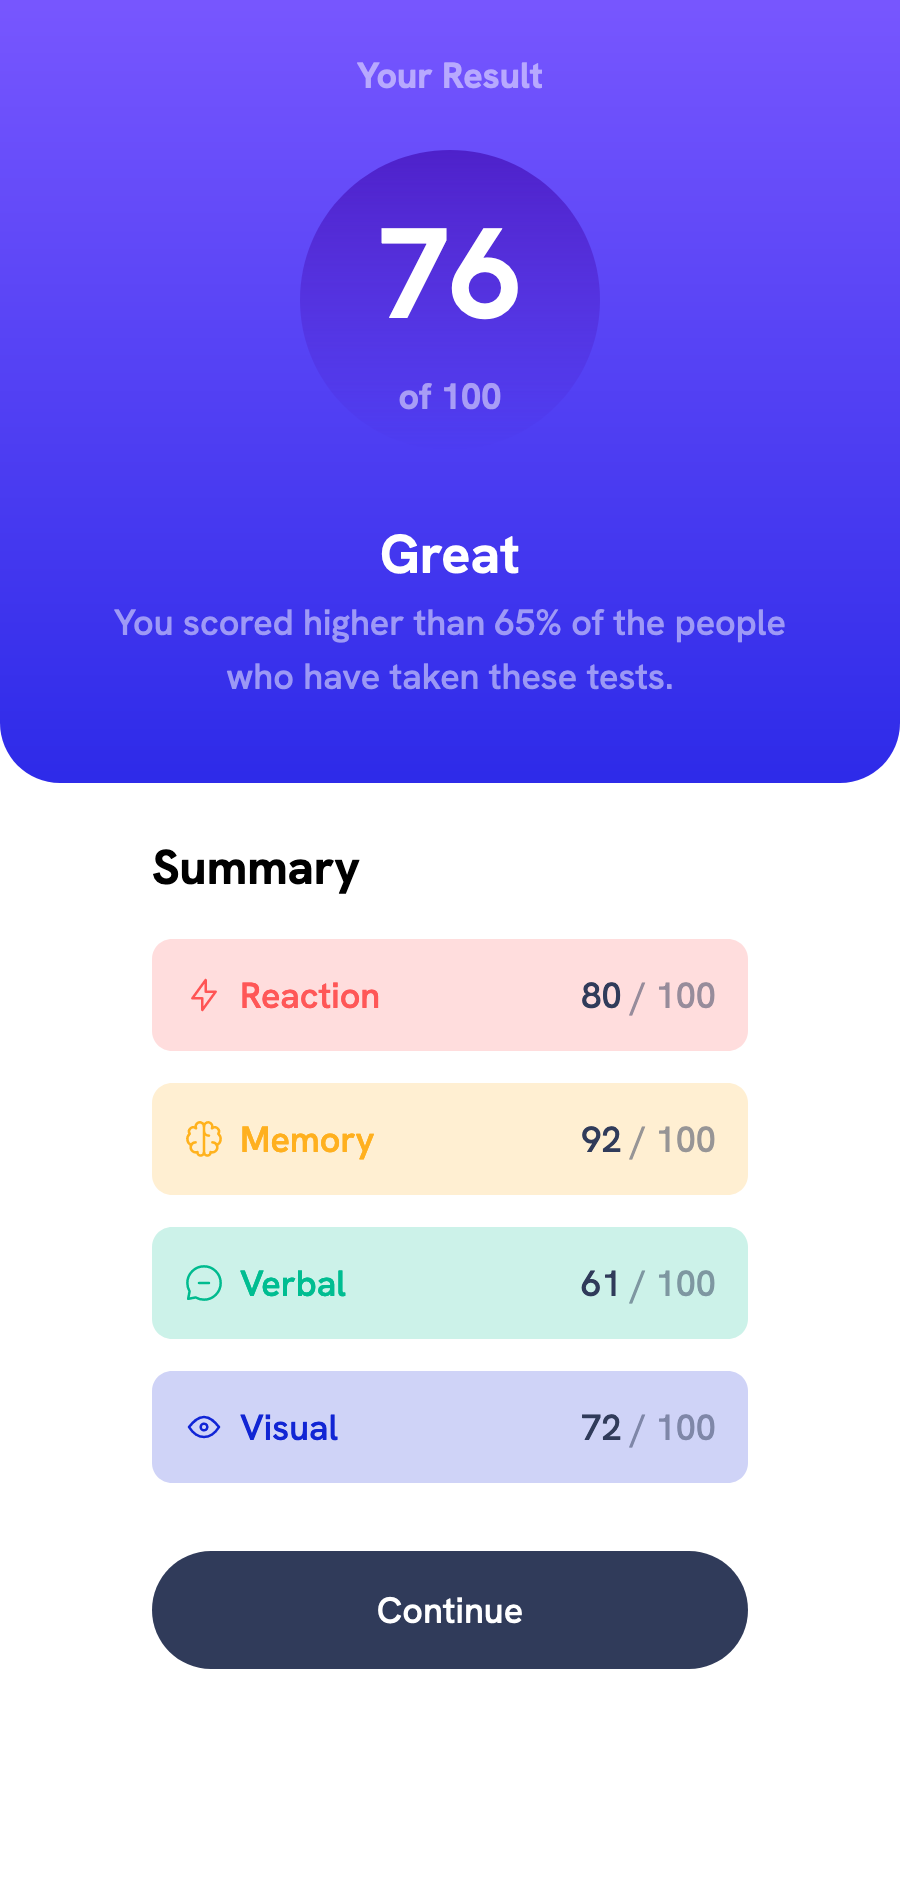 Your Result
76
of 100
Great
You scored higher than 65% of the people
who have taken these tests.
Summary
Reaction 80 / 100
Memory 92 / 100
Verbal 61 / 100
Visual 72 / 100
Continue